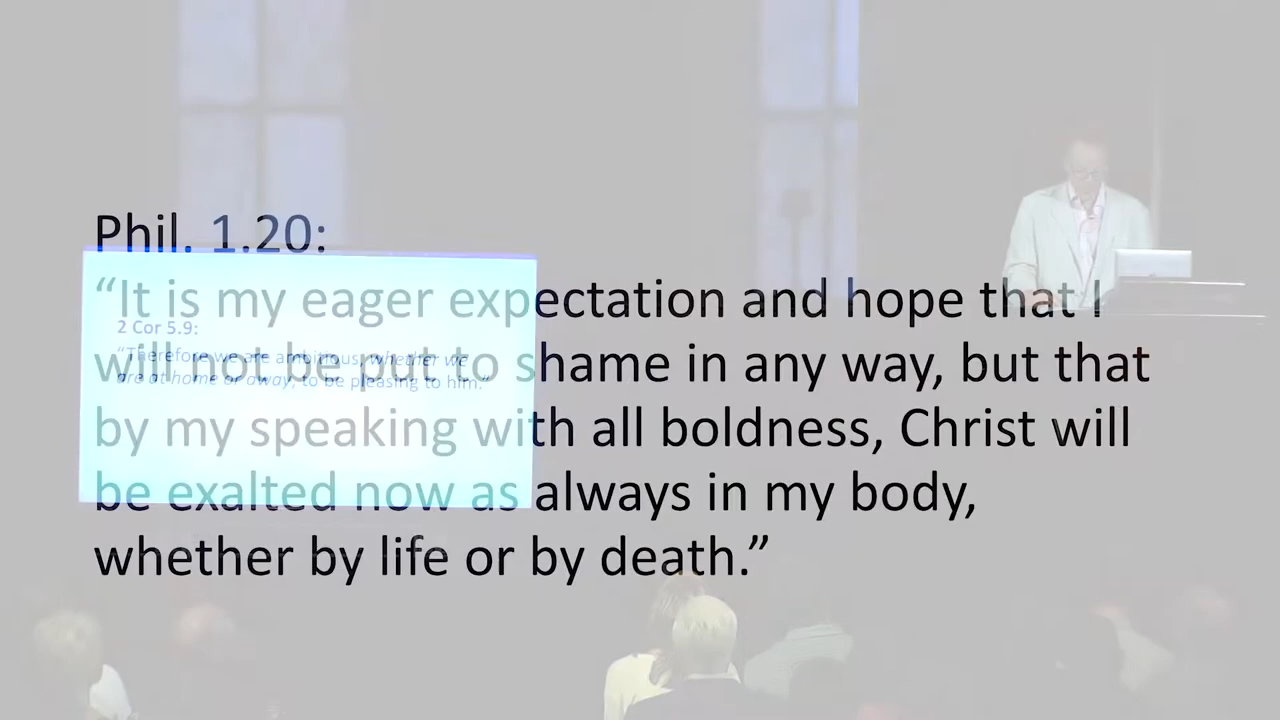 Phil. 1.20:
“It is my eager expectation and hope that I
will not be put to shame in any way, but that
by my speaking with all boldness, Christ will
be exalted now as always in my body,
whether by life or by death.”
2 Cor 5.9:
“Therefore we are ambitious, whether we
are at home or away, to be pleasing to him.”